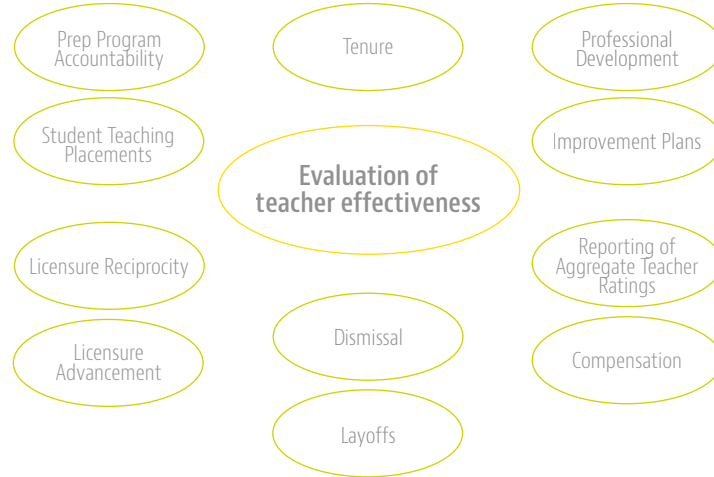 Prep Program
Accountability
Tenure
Professional
Development
Student Teaching
Placements
Improvement Plans
Evaluation of
teacher effectiveness
Licensure Reciprocity
Reporting of
Aggregate Teacher
Ratings
Dismissal
Licensure
Advancement
Compensation
Layoffs